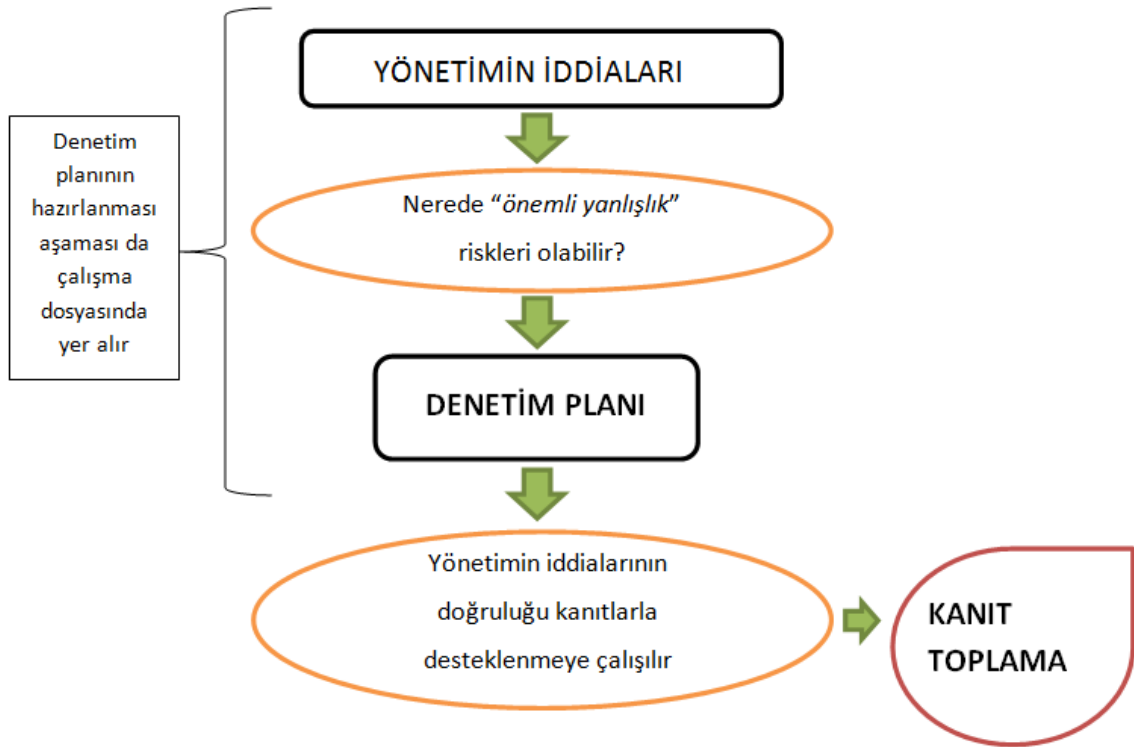 YÖNETİMİN İDDİALARI
Denetim
planının
hazırlanması
aşaması da
çalışma
dosyasında
yer alır
Nerede “önemli yanlışlık”
riskleri olabilir?
DENETİM PLANI
Yönetimin iddialarının
doğruluğu kanıtlarla
desteklenmeye çalışılır
KANIT
TOPLAMA